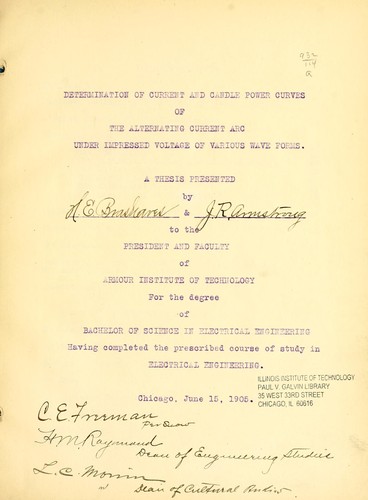 932
114
R
DETERMINATION OF CURRENT AND CANDLE POWER CURVES
OF
THE ALTERNATING CURRENT ARC
UNDER IMPRESSED VOLTAGE OF VARIOUS WAVE FORMS.
A THESIS PRESENTED
by
& J.R. Armstrong
to the
PRESIDENT AND FACULTY
of
ARMOUR INSTITUTE OF TECHNOLOGY
For the degree
of
BACHELOR OF SCIENCE IN ELECTRICAL ENGINEERING
Having completed the prescribed course of study in
ELECTRICAL ENGINEERING.
ILLINOIS INSTITUTE OF TECHNOLOGY
PAUL V. GALVIN LIBRARY
35 WEST 33RD STREET
CHICAGO, IL 60616
Chicago, June 15, 1905.
C.E. Freeman
H.M. Raymond
Dean of Engineering Studies
Dean of Cultural Studies